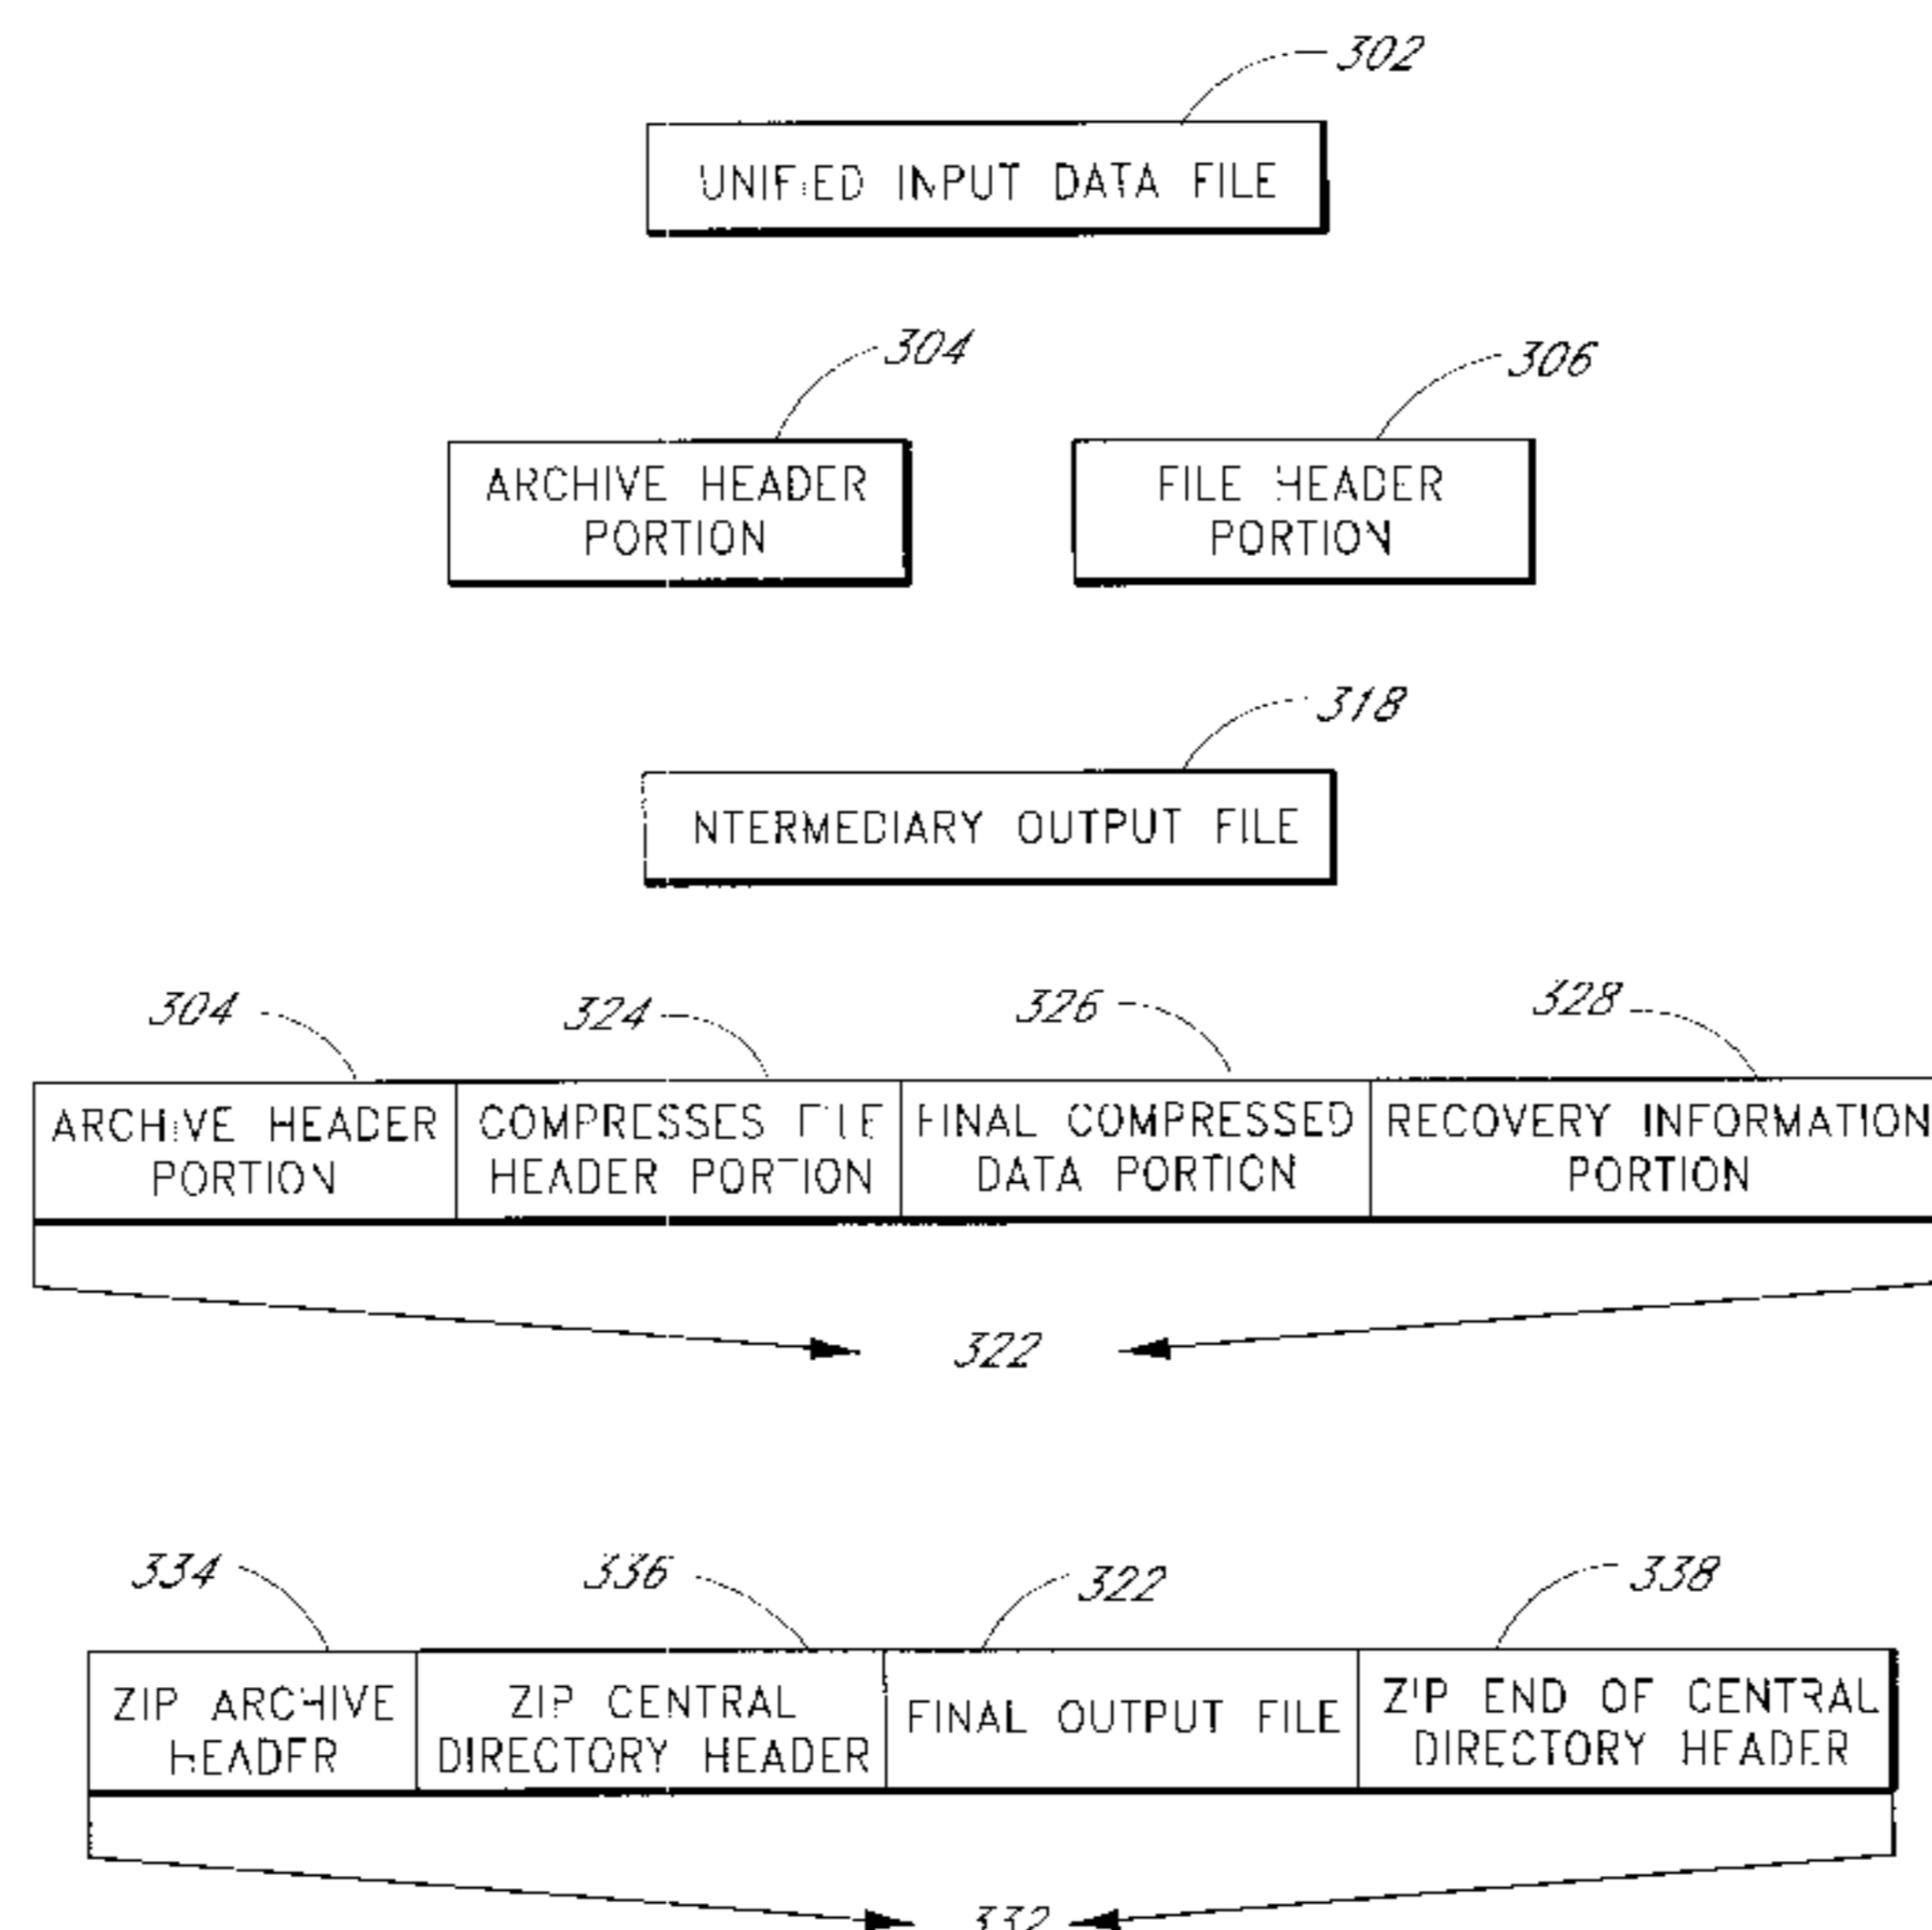 302
UNIFIED INPUT DATA FILE
304
306
ARCHIVE HEADER
PORTION
FILE HEADER
PORTION
318
NTERMEDIARY OUTPUT FILE
304
324
326
328
ARCHIVE HEADER
PORTION
COMPRESSES FILE
HEADER PORTION
FINAL COMPRESSED
DATA PORTION
RECOVERY INFORMATION
PORTION
322
334
336
322
338
ZIP ARCHIVE
HEADER
ZIP CENTRAL
DIRECTORY HEADER
FINAL OUTPUT FILE
ZIP END OF CENTRAL
DIRECTORY HEADER
332